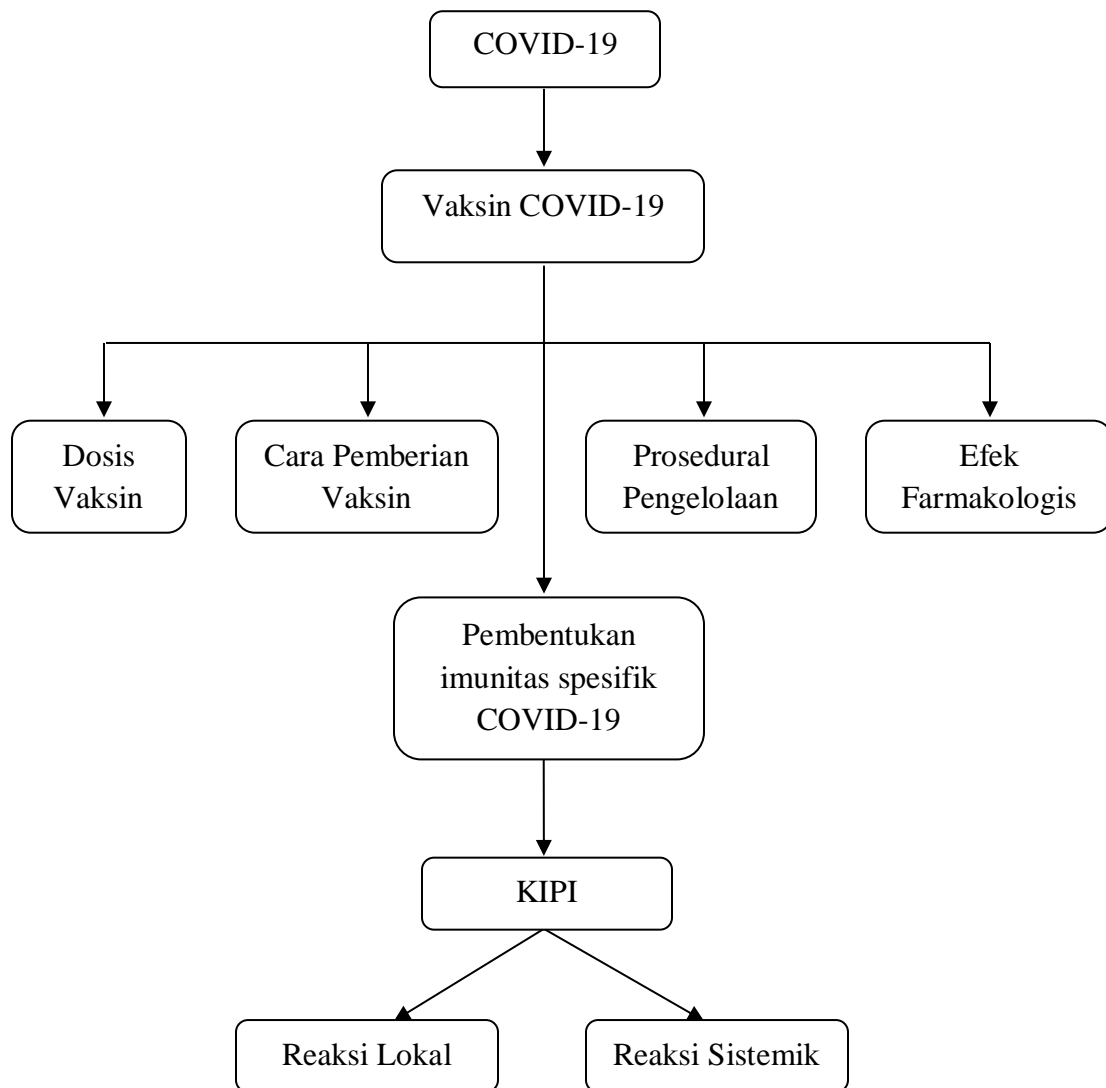 COVID-19
Vaksin COVID-19
Dosis
Vaksin
Cara Pemberian
Vaksin
Prosedural
Pengelolaan
Efek
Farmakologis
Pembentukan
imunitas spesifik
COVID-19
KIPI
Reaksi Lokal
Reaksi Sistemik